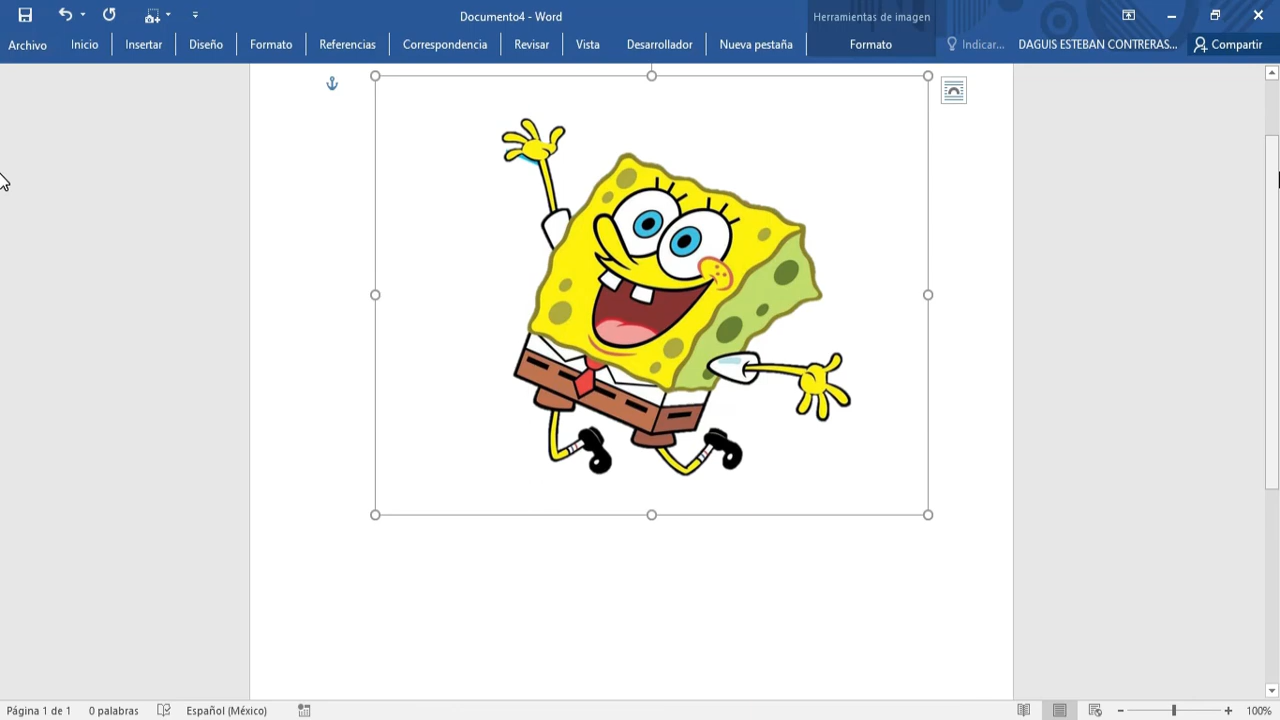 Documento4 - Word
Herramientas de imagen
Archivo Inicio Insertar Diseño Formato Referencias Correspondencia Revisar Vista Desarrollador Nueva pestaña Formato Indicar... DAGUIS ESTEBAN CONTRERAS... Compartir
Página 1 de 1 0 palabras Español (México) 100%